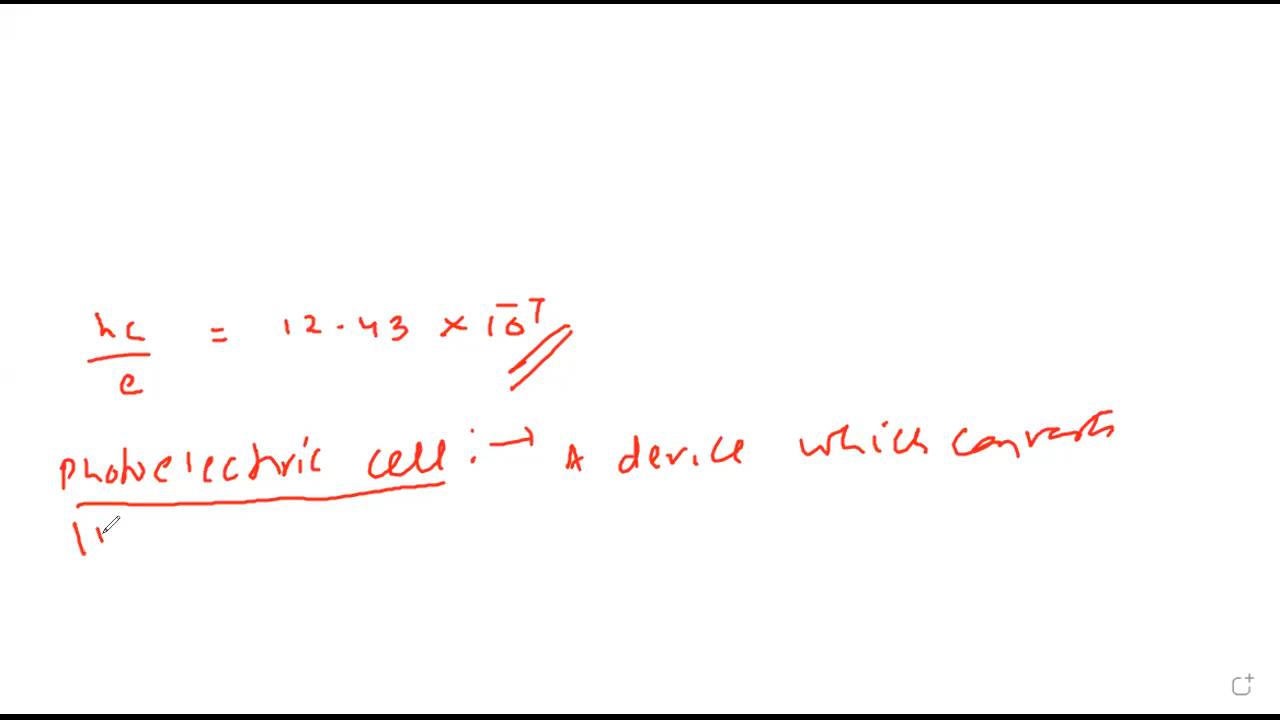 hc
— = 12.43 × 10⁻⁷
e
Photoelectric cell :→ A device which converts